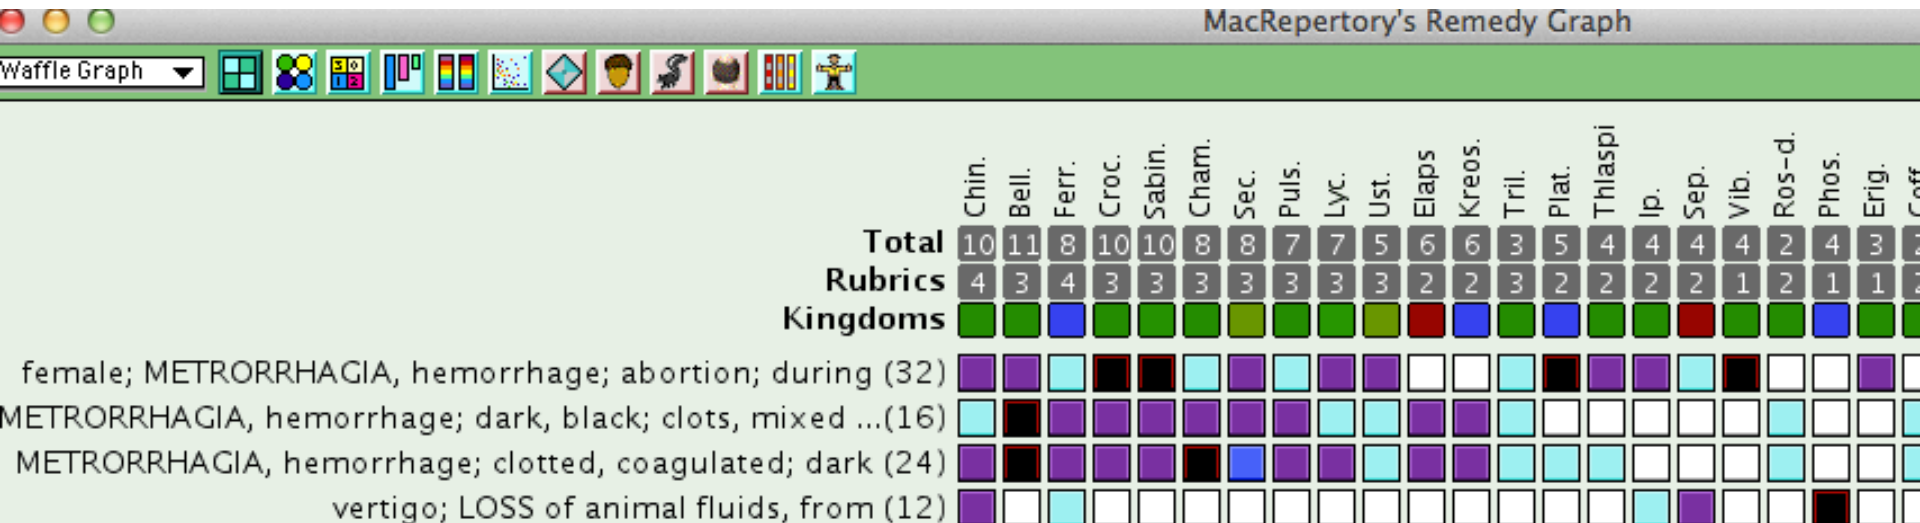 MacRepertory's Remedy Graph
Waffle Graph
3 0
1 2
Chin. Bell. Ferr. Croc. Sabin. Cham. Sec. Puls. Lyc. Ust. Elaps Kreos. Tril. Plat. Thlaspi Ip. Sep. Vib. Ros-d. Phos. Erig.
Total 10 11 8 10 10 8 8 7 7 5 6 6 3 5 4 4 4 4 2 4 3
Rubrics 4 3 4 3 3 3 3 3 3 3 2 2 3 2 2 2 2 1 2 1 1
Kingdoms
female; METRORRHAGIA, hemorrhage; abortion; during (32)
METRORRHAGIA, hemorrhage; dark, black; clots, mixed ...(16)
METRORRHAGIA, hemorrhage; clotted, coagulated; dark (24)
vertigo; LOSS of animal fluids, from (12)